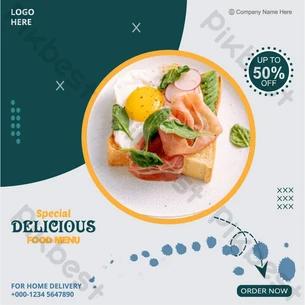 LOGO
HERE
© Company Name Here
UP TO
50%
OFF
Special
DELICIOUS
FOOD MENU
FOR HOME DELIVERY
+000-1234 5647890
ORDER NOW
pikbest